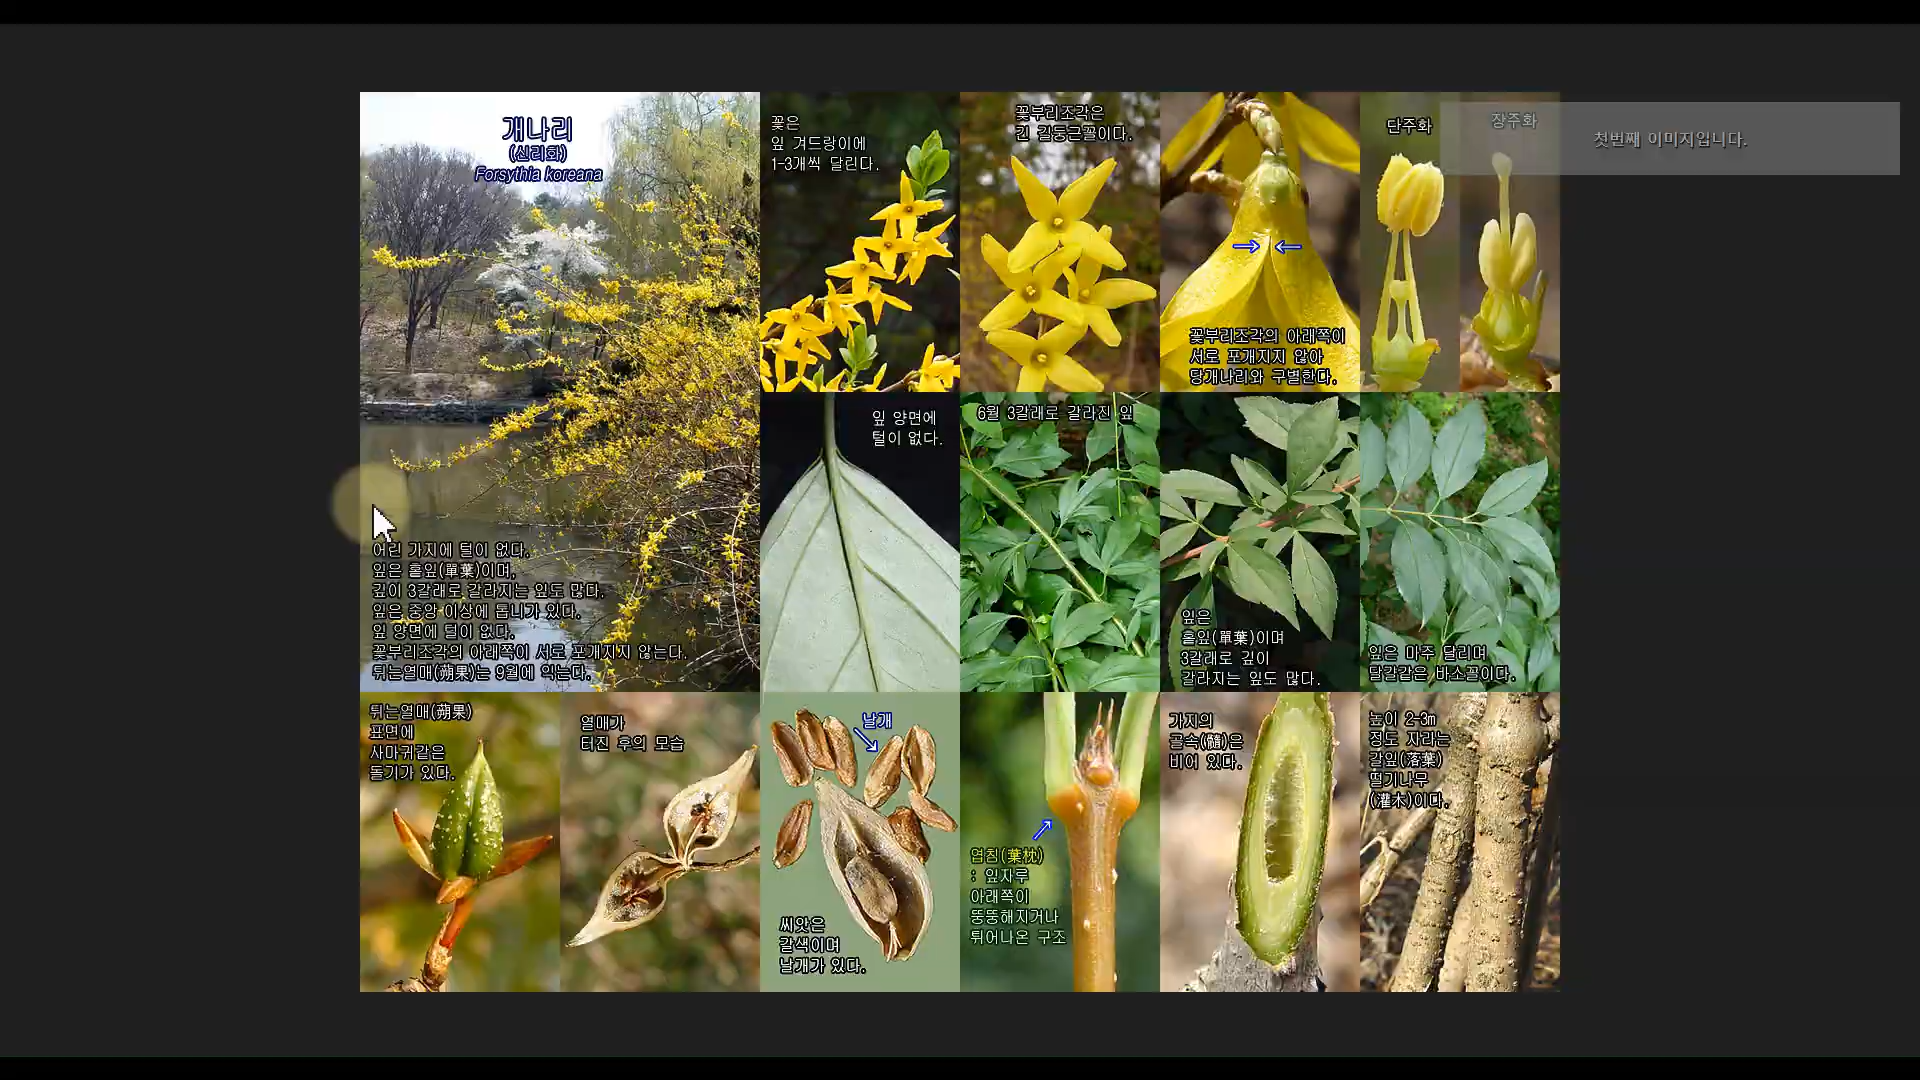 개나리
(신리화)
Forsythia koreana
어린 가지에 털이 없다.
잎은 홑잎(單葉)이며,
깊이 3갈래로 갈라지는 잎도 많다.
잎은 중앙 이상에 톱니가 있다.
잎 양면에 털이 없다.
꽃부리조각의 아래쪽이 서로 포개지지 않는다.
튀는열매(蒴果)는 9월에 익는다.
꽃은
잎 겨드랑이에
1-3개씩 달린다.
꽃부리조각은
긴 길둥근꼴이다.
꽃부리조각의 아래쪽이
서로 포개지지 않아
당개나리와 구별한다.
단주화
장주화
첫번째 이미지입니다.
잎 양면에
털이 없다.
6월 3갈래로 갈라진 잎
잎은
홑잎(單葉)이며
3갈래로 깊이
갈라지는 잎도 많다.
잎은 마주 달리며
달걀같은 바소꼴이다.
튀는열매(蒴果)
표면에
사마귀같은
돌기가 있다.
열매가
터진 후의 모습
날개
씨앗은
갈색이며
날개가 있다.
엽침(葉枕)
: 잎자루
아래쪽이
뚱뚱해지거나
튀어나온 구조
가지의
골속(髓)은
비어 있다.
높이 2-3m
정도 자라는
갈잎(落葉)
떨기나무
(灌木)이다.